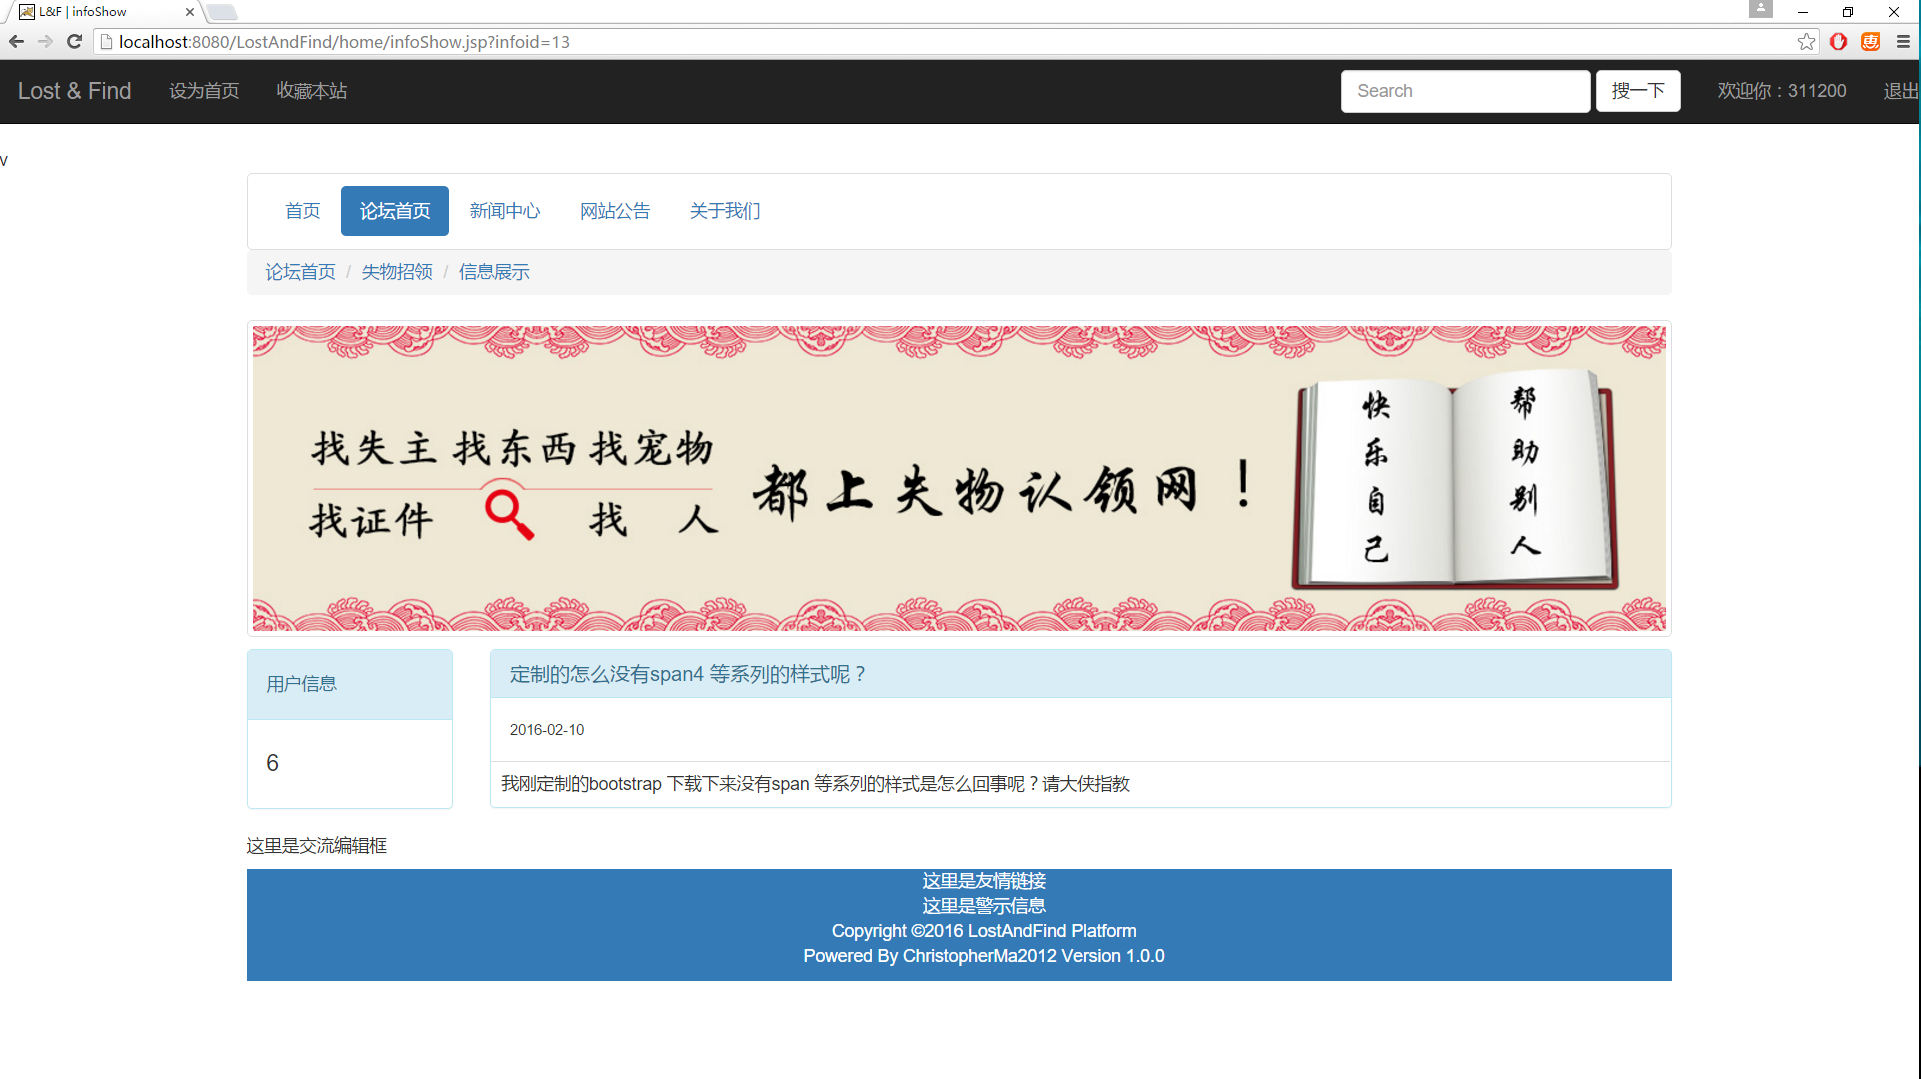 L&F | infoShow
localhost:8080/LostAndFind/home/infoShow.jsp?infoid=13
Lost & Find 设为首页 收藏本站 Search 搜一下 欢迎你：311200 退出
v
首页 论坛首页 新闻中心 网站公告 关于我们
论坛首页 / 失物招领 / 信息展示
找失主 找东西 找宠物
找证件 找 人
都上失物认领网！
快乐自己
帮助别人
用户信息
6
定制的怎么没有span4 等系列的样式呢？
2016-02-10
我刚定制的bootstrap 下载下来没有span 等系列的样式是怎么回事呢？请大侠指教
这里是交流编辑框
这里是友情链接
这里是警示信息
Copyright ©2016 LostAndFind Platform
Powered By ChristopherMa2012 Version 1.0.0